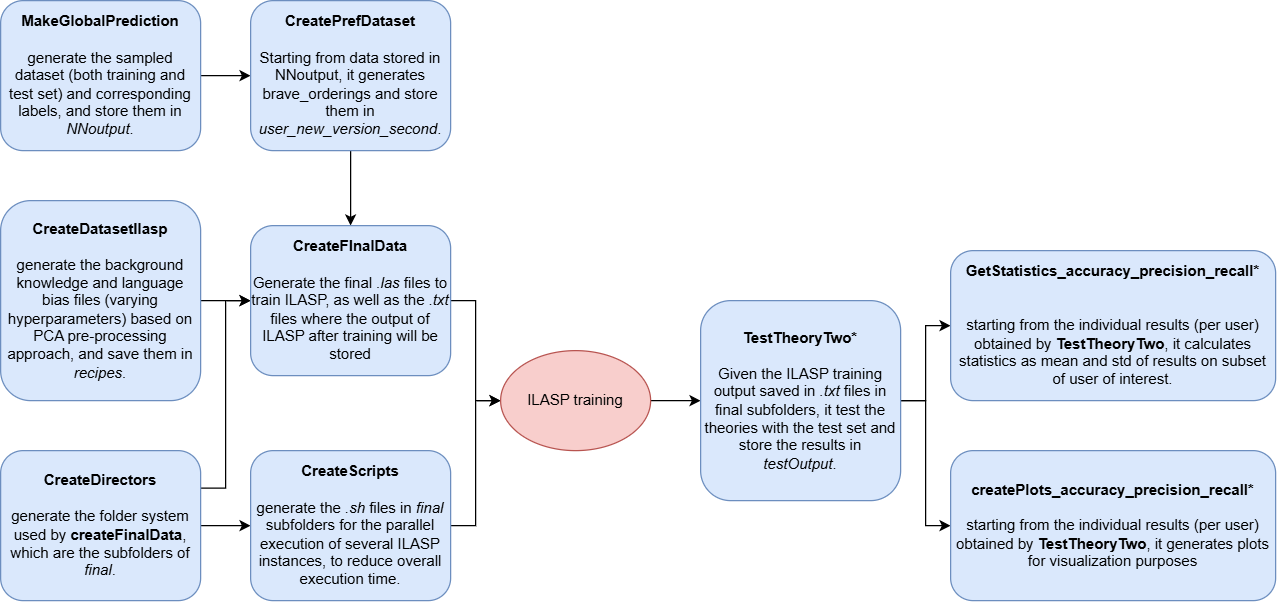 MakeGlobalPrediction
generate the sampled
dataset (both training and
test set) and corresponding
labels, and store them in
NNoutput.
CreatePrefDataset
Starting from data stored in
NNoutput, it generates
brave_orderings and store
them in
user_new_version_second.
CreateDatasetIlasp
generate the background
knowledge and language
bias files (varying
hyperparameters) based on
PCA pre-processing
approach, and save them in
recipes.
CreateFInalData
Generate the final .las files to
train ILASP, as well as the .txt
files where the output of
ILASP after training will be
stored
CreateDirectors
generate the folder system
used by createFinalData,
which are the subfolders of
final.
CreateScripts
generate the .sh files in final
subfolders for the parallel
execution of several ILASP
instances, to reduce overall
execution time.
ILASP training
TestTheoryTwo*
Given the ILASP training
output saved in .txt files in
final subfolders, it test the
theories with the test set and
store the results in
testOutput.
GetStatistics_accuracy_precision_recall*
starting from the individual results (per user)
obtained by TestTheoryTwo, it calculates
statistics as mean and std of results on subset
of user of interest.
createPlots_accuracy_precision_recall*
starting from the individual results (per user)
obtained by TestTheoryTwo, it generates plots
for visualization purposes